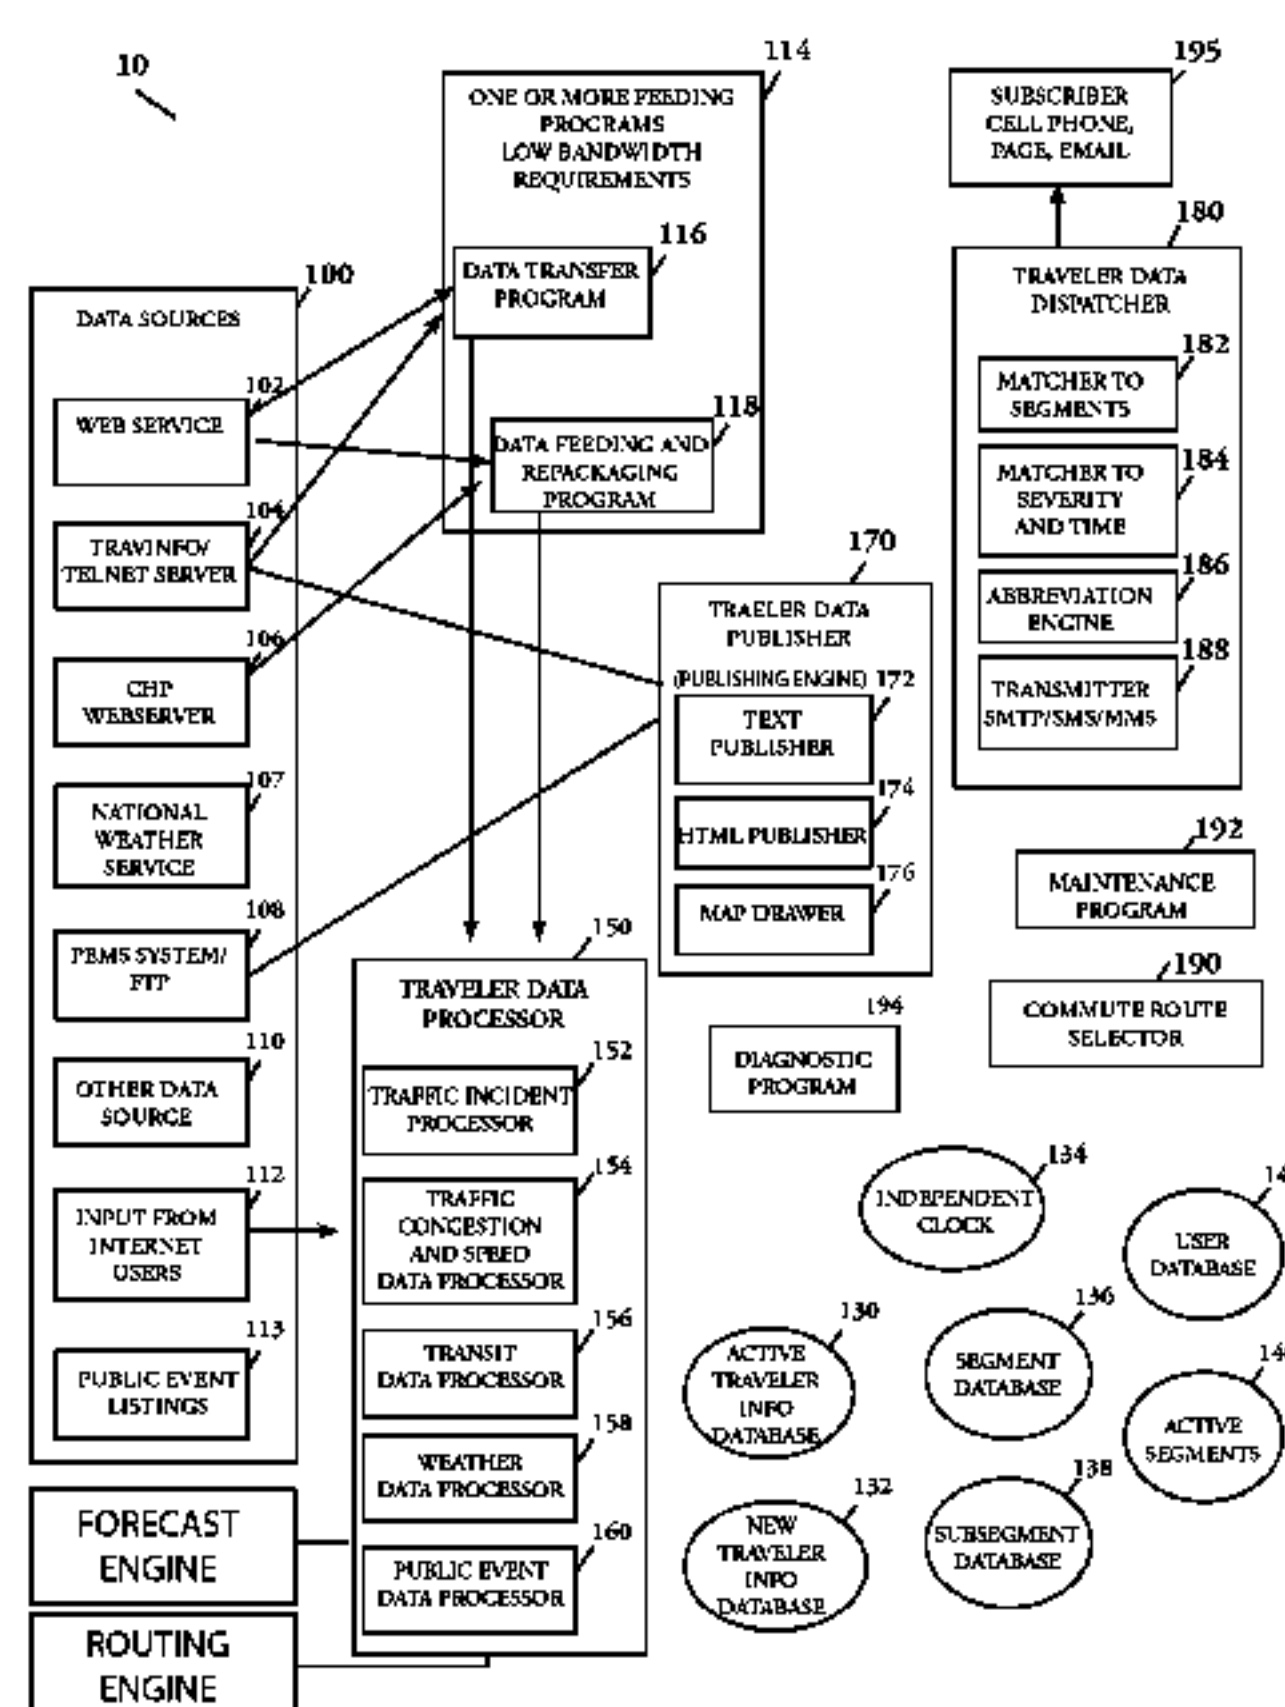 10
114
ONE OR MORE FEEDING
PROGRAMS
LOW BANDWIDTH
REQUIREMENTS
116
DATA TRANSFER
PROGRAM
118
DATA FEEDING AND
REPACKAGING
PROGRAM
195
SUBSCRIBER
CELL PHONE,
PAGE, EMAIL
180
TRAVELER DATA
DISPATCHER
182
MATCHER TO
SEGMENTS
184
MATCHER TO
SEVERITY
AND TIME
186
ABBREVIATION
ENGINE
188
TRANSMITTER
SMTP/SMS/MMS
100
DATA SOURCES
102
WEB SERVICE
104
TRAVINFO/
TELNET SERVER
106
CHP
WEBSERVER
107
NATIONAL
WEATHER
SERVICE
108
PEMS SYSTEM/
FTP
110
OTHER DATA
SOURCE
112
INPUT FROM
INTERNET
USERS
113
PUBLIC EVENT
LISTINGS
FORECAST
ENGINE
ROUTING
ENGINE
170
TRAELER DATA
PUBLISHER
(PUBLISHING ENGINE)
172
TEXT
PUBLISHER
174
HTML PUBLISHER
176
MAP DRAWER
150
TRAVELER DATA
PROCESSOR
152
TRAFFIC INCIDENT
PROCESSOR
154
TRAFFIC
CONGESTION
AND SPEED
DATA PROCESSOR
156
TRANSIT
DATA PROCESSOR
158
WEATHER
DATA PROCESSOR
160
PUBLIC EVENT
DATA PROCESSOR
192
MAINTENANCE
PROGRAM
190
COMMUTE ROUTE
SELECTOR
194
DIAGNOSTIC
PROGRAM
134
INDEPENDENT
CLOCK
USER
DATABASE
130
ACTIVE
TRAVELER
INFO
DATABASE
136
SEGMENT
DATABASE
ACTIVE
SEGMENTS
132
NEW
TRAVELER
INFO
DATABASE
138
SUBSEGMENT
DATABASE